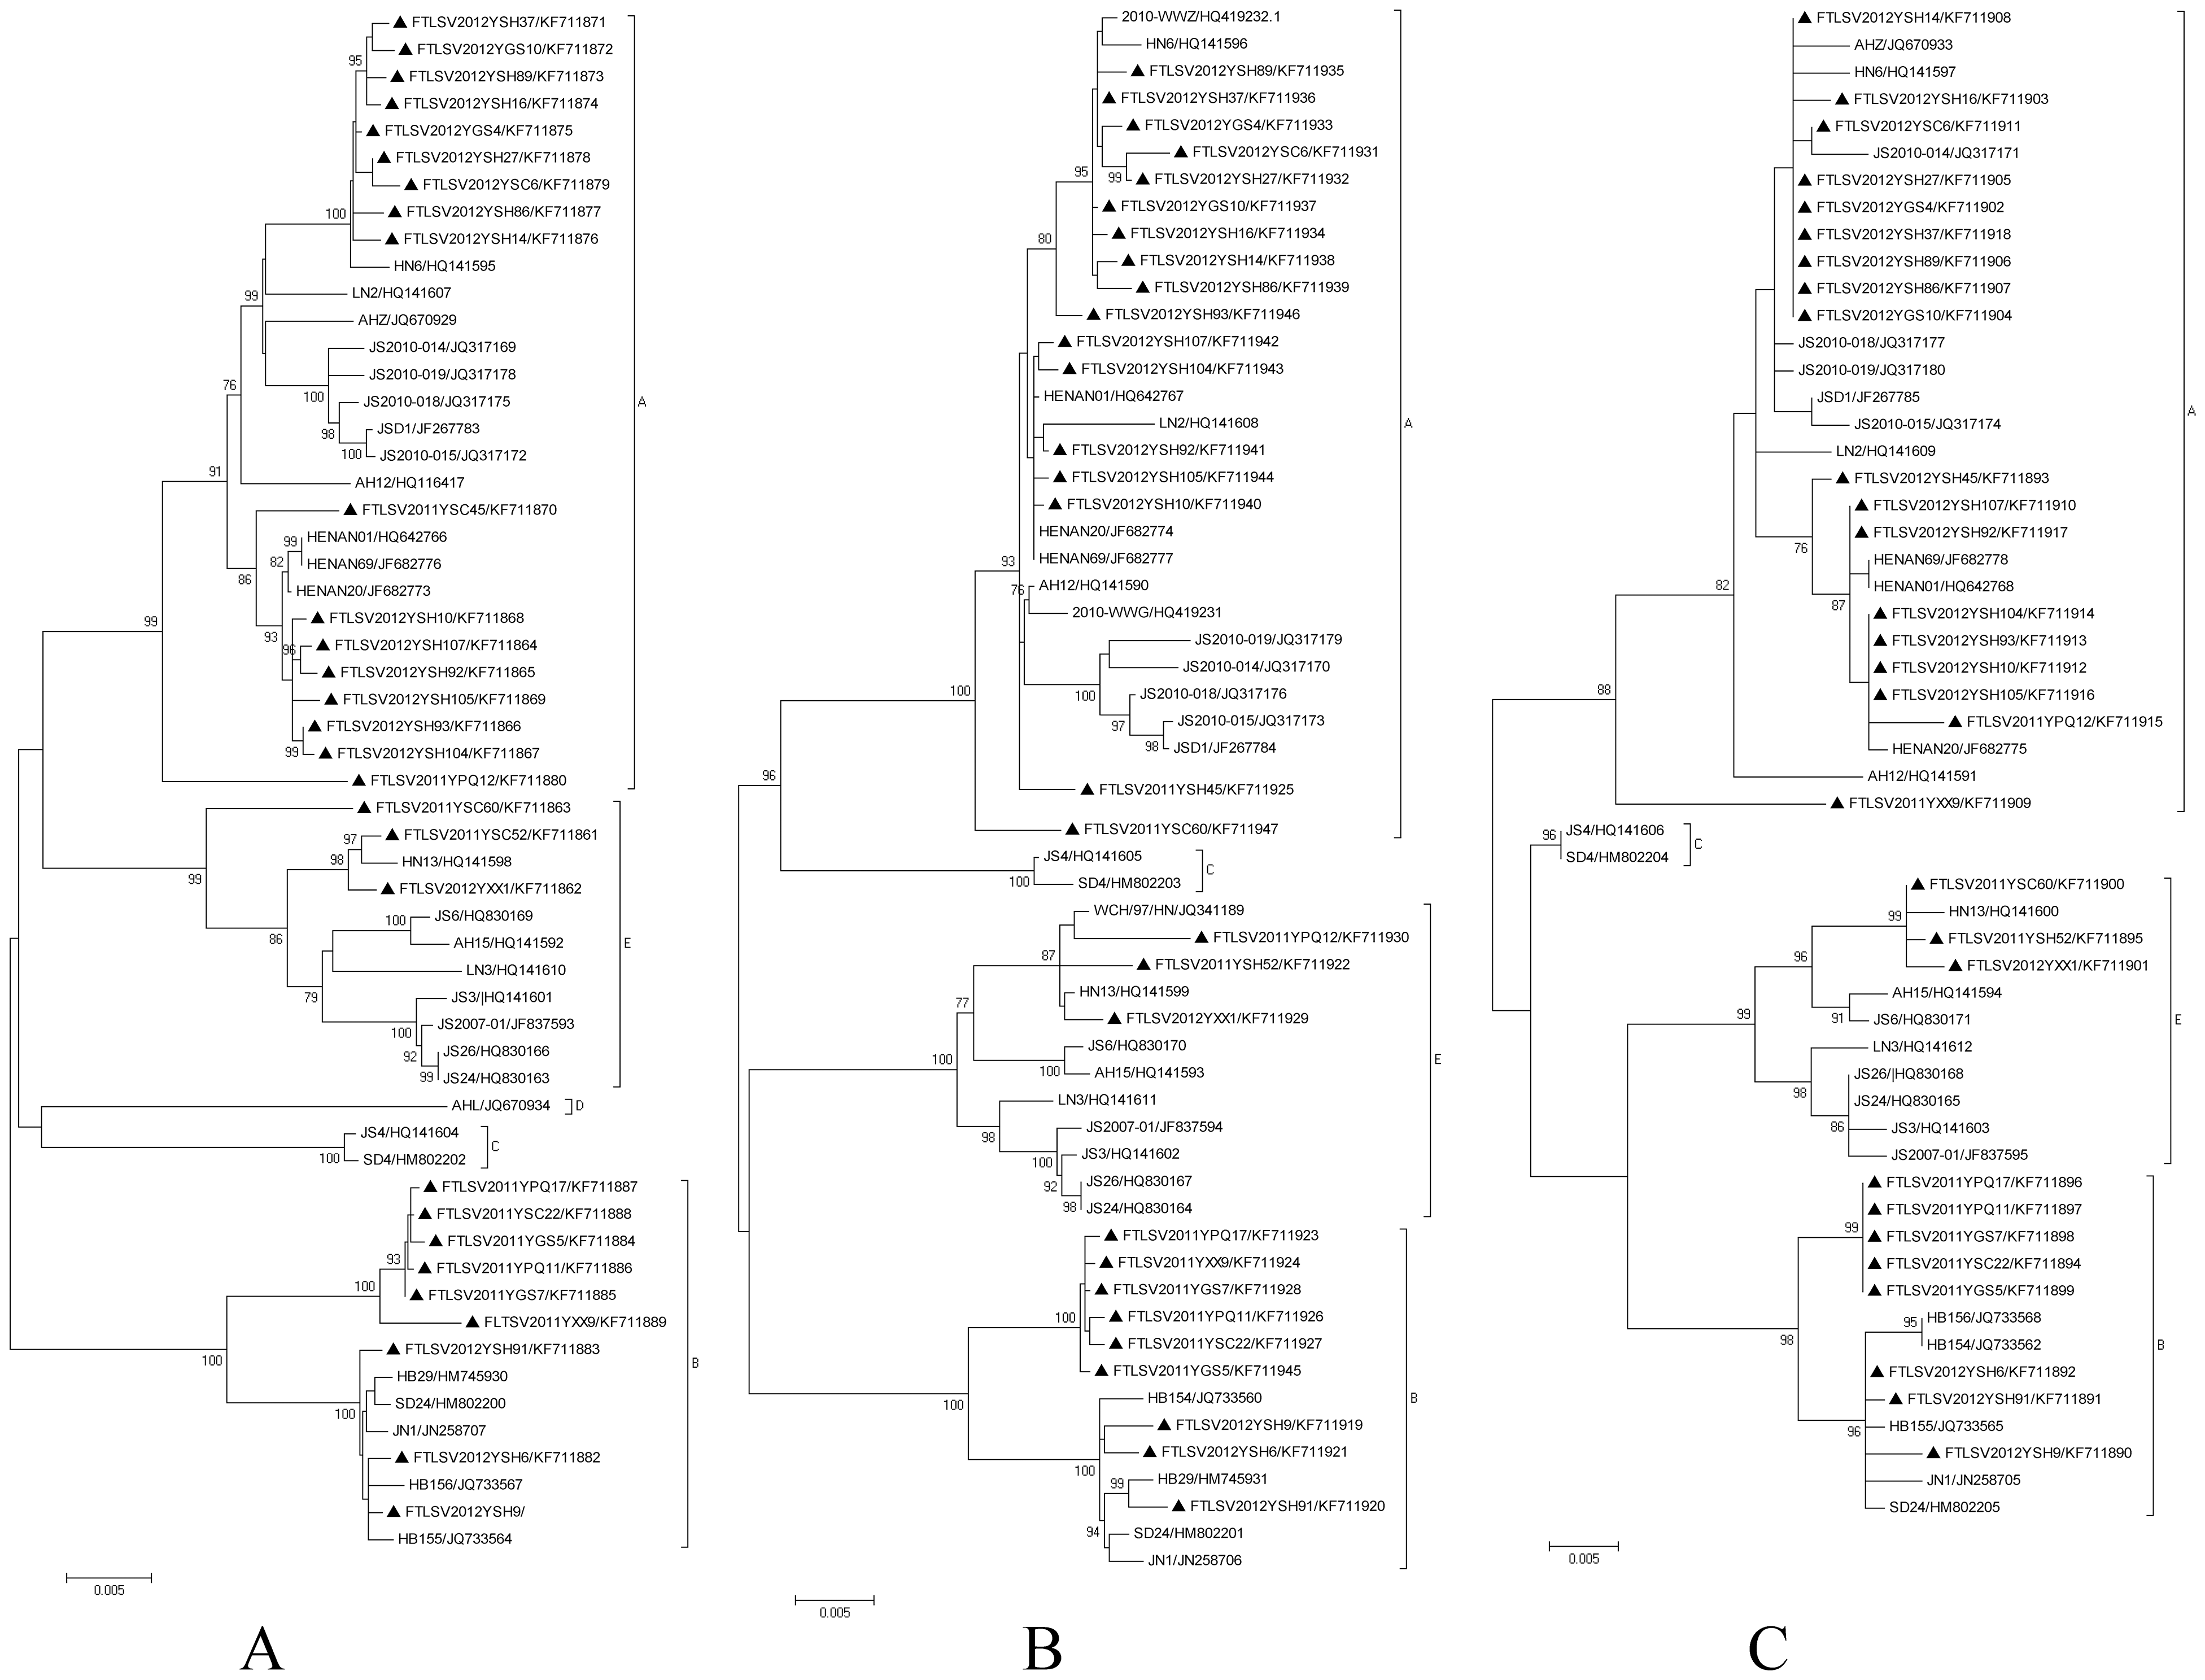 FTLSV2012YSH37/KF711871
FTLSV2012YGS10/KF711872
95
FTLSV2012YSH89/KF711873
FTLSV2012YSH16/KF711874
FTLSV2012YGS4/KF711875
FTLSV2012YSH27/KF711878
FTLSV2012YSC6/KF711879
100
FTLSV2012YSH86/KF711877
FTLSV2012YSH14/KF711876
HN6/HQ141595
LN2/HQ141607
99
AHZ/JQ670929
JS2010-014/JQ317169
JS2010-019/JQ317178
76
100
JS2010-018/JQ317175
A
JSD1/JF267783
98
100
JS2010-015/JQ317172
91
AH12/HQ116417
FTLSV2011YSC45/KF711870
99
HENAN01/HQ642766
82
HENAN69/JF682776
86
HENAN20/JF682773
FTLSV2012YSH10/KF711868
99
93
96
FTLSV2012YSH107/KF711864
FTLSV2012YSH92/KF711865
FTLSV2012YSH105/KF711869
FTLSV2012YSH93/KF711866
99
FTLSV2012YSH104/KF711867
FTLSV2011YPQ12/KF711880
FTLSV2011YSC60/KF711863
97
FTLSV2011YSC52/KF711861
98
HN13/HQ141598
99
FTLSV2012YXX1/KF711862
100
JS6/HQ830169
86
AH15/HQ141592
E
LN3/HQ141610
79
JS3/|HQ141601
100
JS2007-01/JF837593
92
JS26/HQ830166
99
JS24/HQ830163
AHL/JQ670934
D
JS4/HQ141604
C
100
SD4/HM802202
FTLSV2011YPQ17/KF711887
FTLSV2011YSC22/KF711888
FTLSV2011YGS5/KF711884
93
FTLSV2011YPQ11/KF711886
100
FTLSV2011YGS7/KF711885
FLTSV2011YXX9/KF711889
100
FTLSV2012YSH91/KF711883
B
HB29/HM745930
SD24/HM802200
100
JN1/JN258707
FTLSV2012YSH6/KF711882
HB156/JQ733567
FTLSV2012YSH9/
HB155/JQ733564
0.005
A
2010-WWZ/HQ419232.1
HN6/HQ141596
FTLSV2012YSH89/KF711935
FTLSV2012YSH37/KF711936
FTLSV2012YGS4/KF711933
FTLSV2012YSC6/KF711931
95
99
FTLSV2012YSH27/KF711932
FTLSV2012YGS10/KF711937
FTLSV2012YSH16/KF711934
80
FTLSV2012YSH14/KF711938
FTLSV2012YSH86/KF711939
FTLSV2012YSH93/KF711946
FTLSV2012YSH107/KF711942
FTLSV2012YSH104/KF711943
HENAN01/HQ642767
LN2/HQ141608
A
FTLSV2012YSH92/KF711941
FTLSV2012YSH105/KF711944
FTLSV2012YSH10/KF711940
HENAN20/JF682774
93
HENAN69/JF682777
76
AH12/HQ141590
2010-WWG/HQ419231
JS2010-019/JQ317179
JS2010-014/JQ317170
100
100
JS2010-018/JQ317176
97
JS2010-015/JQ317173
98
JSD1/JF267784
96
FTLSV2011YSH45/KF711925
FTLSV2011YSC60/KF711947
JS4/HQ141605
C
100
SD4/HM802203
WCH/97/HN/JQ341189
FTLSV2011YPQ12/KF711930
87
FTLSV2011YSH52/KF711922
HN13/HQ141599
77
FTLSV2012YXX1/KF711929
JS6/HQ830170
100
100
AH15/HQ141593
E
LN3/HQ141611
98
JS2007-01/JF837594
JS3/HQ141602
100
92
JS26/HQ830167
98
JS24/HQ830164
FTLSV2011YPQ17/KF711923
FTLSV2011YXX9/KF711924
FTLSV2011YGS7/KF711928
100
FTLSV2011YPQ11/KF711926
FTLSV2011YSC22/KF711927
FTLSV2011YGS5/KF711945
100
HB154/JQ733560
B
FTLSV2012YSH9/KF711919
FTLSV2012YSH6/KF711921
100
99
HB29/HM745931
FTLSV2012YSH91/KF711920
94
SD24/HM802201
JN1/JN258706
0.005
B
FTLSV2012YSH14/KF711908
AHZ/JQ670933
HN6/HQ141597
FTLSV2012YSH16/KF711903
FTLSV2012YSC6/KF711911
JS2010-014/JQ317171
FTLSV2012YSH27/KF711905
FTLSV2012YGS4/KF711902
FTLSV2012YSH37/KF711918
FTLSV2012YSH89/KF711906
FTLSV2012YSH86/KF711907
FTLSV2012YGS10/KF711904
JS2010-018/JQ317177
JS2010-019/JQ317180
JSD1/JF267785
A
JS2010-015/JQ317174
LN2/HQ141609
FTLSV2012YSH45/KF711893
FTLSV2012YSH107/KF711910
FTLSV2012YSH92/KF711917
76
HENAN69/JF682778
82
HENAN01/HQ642768
87
FTLSV2012YSH104/KF711914
FTLSV2012YSH93/KF711913
FTLSV2012YSH10/KF711912
88
FTLSV2012YSH105/KF711916
FTLSV2011YPQ12/KF711915
HENAN20/JF682775
AH12/HQ141591
FTLSV2011YXX9/KF711909
96
JS4/HQ141606
C
SD4/HM802204
FTLSV2011YSC60/KF711900
99
HN13/HQ141600
FTLSV2011YSH52/KF711895
96
FTLSV2012YXX1/KF711901
AH15/HQ141594
99
91
JS6/HQ830171
E
LN3/HQ141612
JS26/|HQ830168
98
JS24/HQ830165
86
JS3/HQ141603
JS2007-01/JF837595
FTLSV2011YPQ17/KF711896
FTLSV2011YPQ11/KF711897
99
FTLSV2011YGS7/KF711898
FTLSV2011YSC22/KF711894
FTLSV2011YGS5/KF711899
95
HB156/JQ733568
98
HB154/JQ733562
B
FTLSV2012YSH6/KF711892
FTLSV2012YSH91/KF711891
96
HB155/JQ733565
FTLSV2012YSH9/KF711890
JN1/JN258705
SD24/HM802205
0.005
C